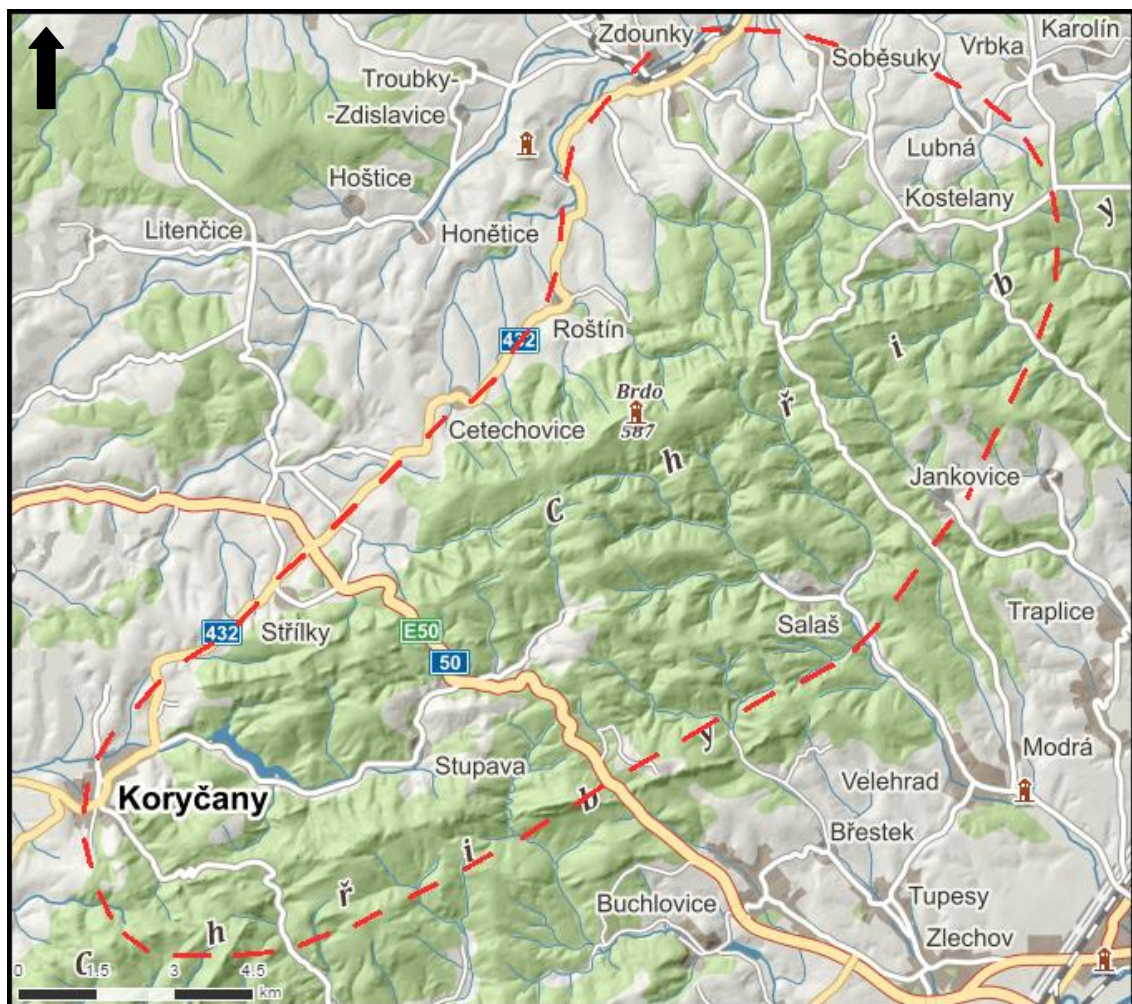 Zdounky
Karolín
Vrbka
Soběsuky
Troubky-
-Zdislavice
Lubná
Hoštice
Kostelany
Litenčice
Honětice
y
b
Roštín
432
i
Brdo
587
ř
Cetechovice
h
Jankovice
C
Střílky
432
E50
50
Salaš
Traplice
y
Modrá
Stupava
Velehrad
Koryčany
b
Břestek
i
ř
Tupesy
Buchlovice
h
Zlechov
C
0 1.5 3 4.5
km